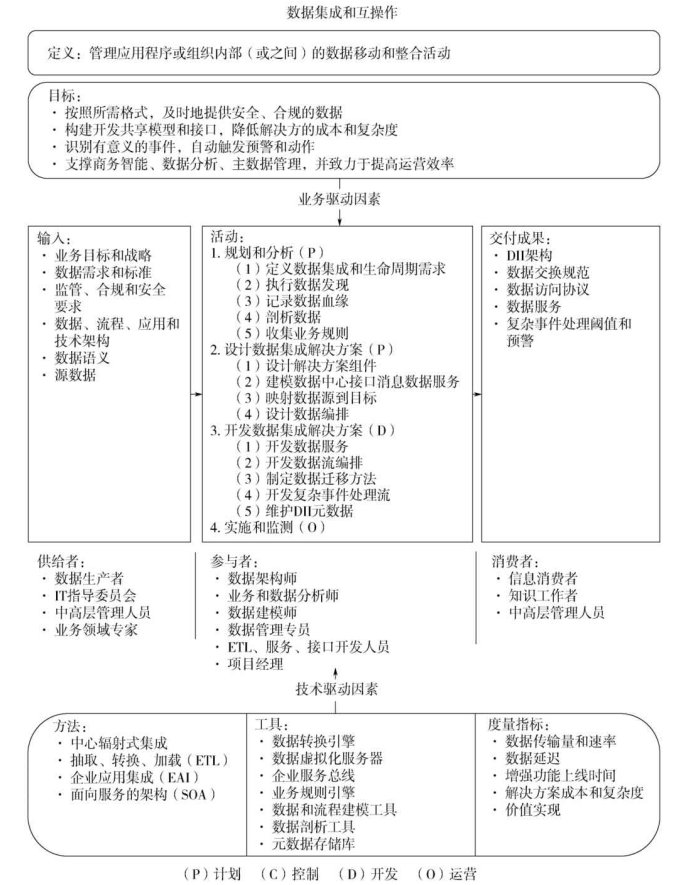 数据集成和互操作
定义：管理应用程序或组织内部（或之间）的数据移动和整合活动
目标：
· 按照所需格式，及时地提供安全、合规的数据
· 构建开发共享模型和接口，降低解决方的成本和复杂度
· 识别有意义的事件，自动触发预警和动作
· 支撑商务智能、数据分析、主数据管理，并致力于提高运营效率
业务驱动因素
输入：
· 业务目标和战略
· 数据需求和标准
· 监管、合规和安全
要求
· 数据、流程、应用和
技术架构
· 数据语义
· 源数据
活动：
1. 规划和分析（P）
（1）定义数据集成和生命周期需求
（2）执行数据发现
（3）记录数据血缘
（4）剖析数据
（5）收集业务规则
2. 设计数据集成解决方案（P）
（1）设计解决方案组件
（2）建模数据中心接口消息数据服务
（3）映射数据源到目标
（4）设计数据编排
3. 开发数据集成解决方案（D）
（1）开发数据服务
（2）开发数据流编排
（3）制定数据迁移方法
（4）开发复杂事件处理流
（5）维护DII元数据
4. 实施和监测（O）
交付成果：
· DII架构
· 数据交换规范
· 数据访问协议
· 数据服务
· 复杂事件处理阈值和
预警
供给者：
· 数据生产者
· IT指导委员会
· 中高层管理人员
· 业务领域专家
参与者：
· 数据架构师
· 业务和数据分析师
· 数据建模师
· 数据管理专员
· ETL、服务、接口开发人员
· 项目经理
消费者：
· 信息消费者
· 知识工作者
· 中高层管理人员
技术驱动因素
方法：
· 中心辐射式集成
· 抽取、转换、加载（ETL）
· 企业应用集成（EAI）
· 面向服务的架构（SOA）
工具：
· 数据转换引擎
· 数据虚拟化服务器
· 企业服务总线
· 业务规则引擎
· 数据和流程建模工具
· 数据剖析工具
· 元数据存储库
度量指标：
· 数据传输量和速率
· 数据延迟
· 增强功能上线时间
· 解决方案成本和复杂度
· 价值实现
（P）计划 （C）控制 （D）开发 （O）运营